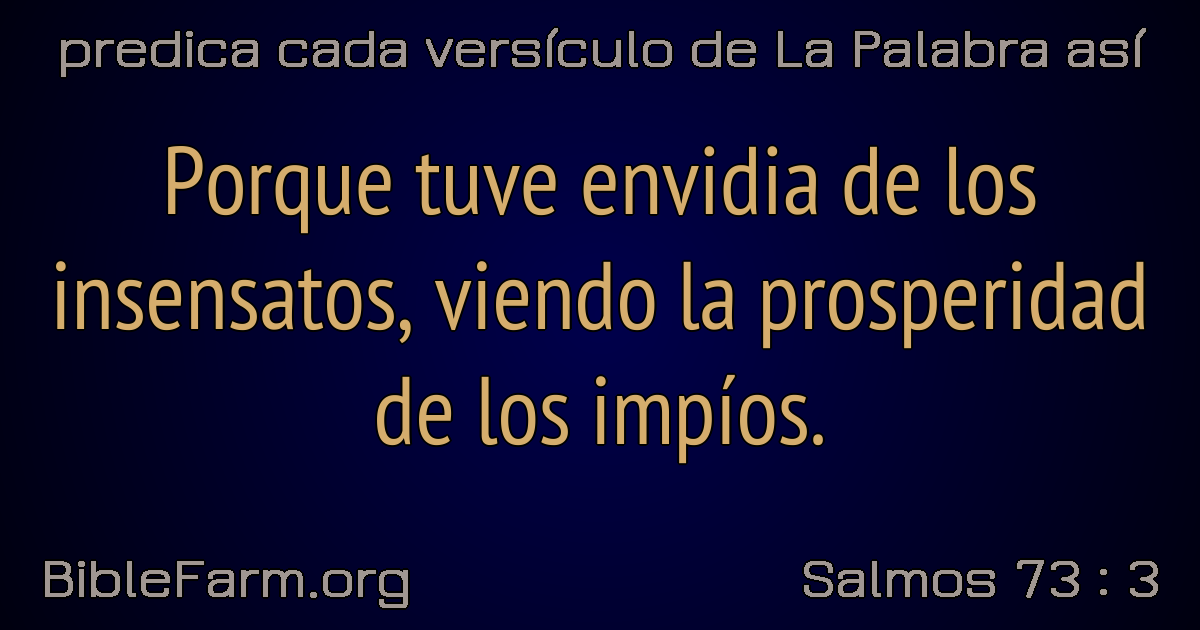 predica cada versículo de La Palabra así
Porque tuve envidia de los
insensatos, viendo la prosperidad
de los impíos.
BibleFarm.org
Salmos 73 : 3